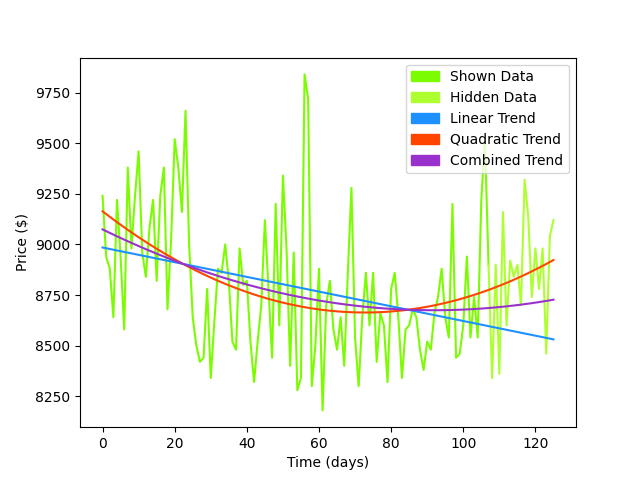 Shown Data
Hidden Data
Linear Trend
Quadratic Trend
Combined Trend
9750
9500
9250
9000
8750
8500
8250
Price ($)
0 20 40 60 80 100 120
Time (days)